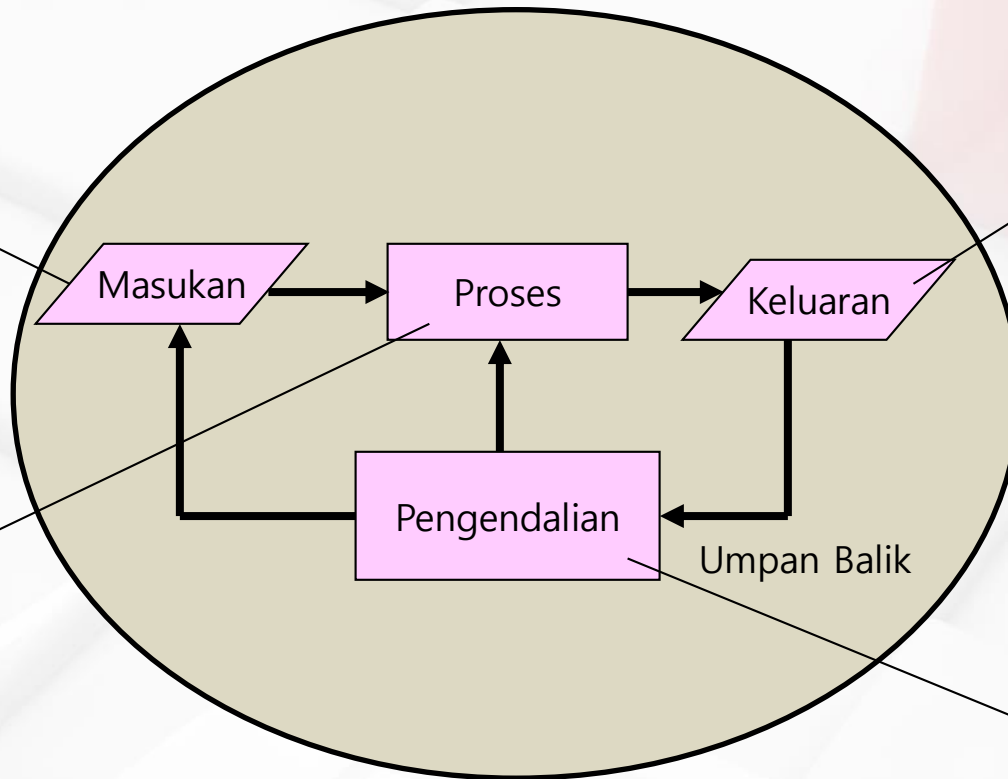 Masukan
Proses
Keluaran
Pengendalian
Umpan Balik